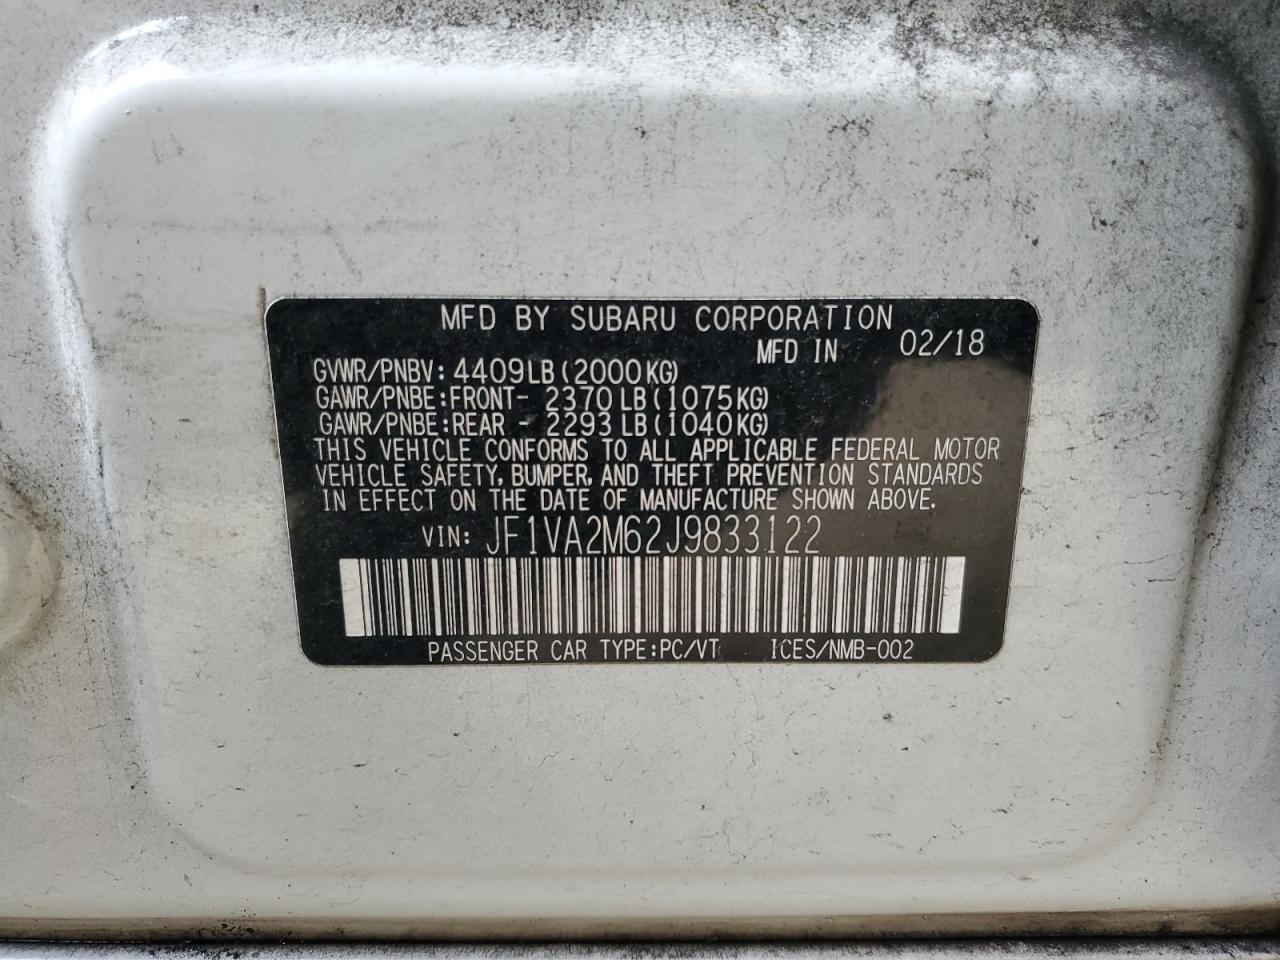 MFD BY SUBARU CORPORATION
MFD IN 02/18
GVWR/PNBV: 4409LB (2000KG)
GAWR/PNBE:FRONT- 2370 LB (1075KG)
GAWR/PNBE:REAR - 2293 LB (1040KG)
THIS VEHICLE CONFORMS TO ALL APPLICABLE FEDERAL MOTOR
VEHICLE SAFETY, BUMPER, AND THEFT PREVENTION STANDARDS
IN EFFECT ON THE DATE OF MANUFACTURE SHOWN ABOVE.
VIN: JF1VA2M62J9833122
PASSENGER CAR TYPE:PC/VT ICES/NMB-002